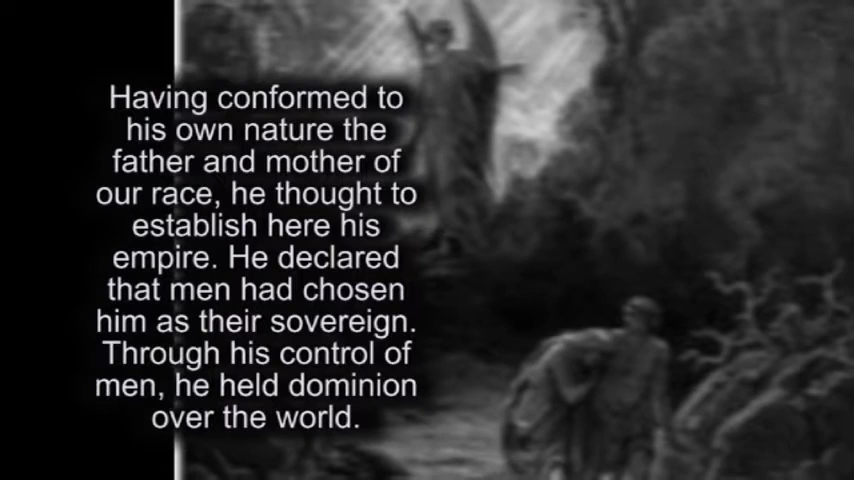 Having conformed to
his own nature the
father and mother of
our race, he thought to
establish here his
empire. He declared
that men had chosen
him as their sovereign.
Through his control of
men, he held dominion
over the world.